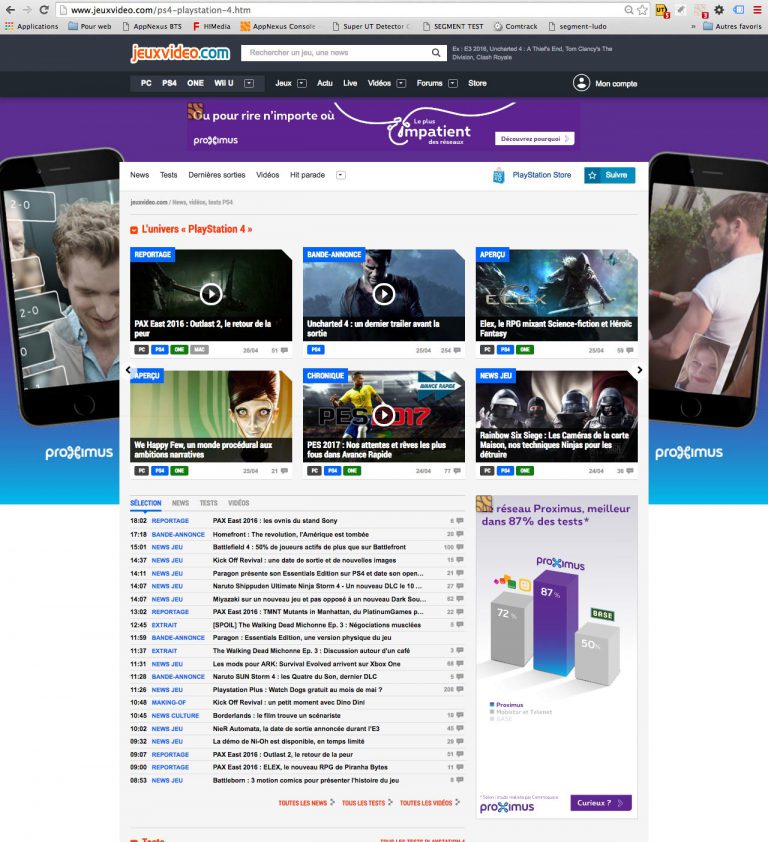 www.jeuxvideo.com/ps4-playstation-4.htm
Applications Pour web AppNexus BTS HIMedia AppNexus Console Super UT Detector SEGMENT TEST Comtrack segment-ludo » Autres favoris
jeuxvideo.com Rechercher un jeu, une news
Ex : E3 2016, Uncharted 4 : A Thief's End, Tom Clancy's The
Division, Clash Royale
PC PS4 ONE WII U Jeux Actu Live Vidéos Forums Store Mon compte
Ou pour rire n'importe où
Le plus
impatient
des réseaux
proximus
Découvrez pourquoi
News Tests Dernières sorties Vidéos Hit parade PlayStation Store Suivre
jeuxvideo.com / News, vidéo, tests PS4
L'univers « PlayStation 4 »
REPORTAGE
PAX East 2016 : Outlast 2, le retour de la
peur
PC PS4 ONE MAC 26/04 51
BANDE-ANNONCE
Uncharted 4 : un dernier trailer avant la
sortie
PS4 25/04 254
APERÇU
ELEX
Elex, le RPG mixant Science-fiction et Héroïc
Fantasy
PC PS4 ONE 25/04 59
2-0
2-0
APERÇU
We Happy Few, un monde procédural aux
ambitions narratives
PC PS4 ONE 25/04 21
CHRONIQUE
AVANCE RAPIDE
PES 2017
PES 2017 : Nos attentes et rêves les plus
fous dans Avance Rapide
PC PS4 ONE 24/04 77
NEWS JEU
Rainbow Six Siege : Les Caméras de la carte
Maison, nos techniques Ninjas pour les
détruire
PC PS4 ONE 24/04 36
proximus
proximus
SÉLECTION NEWS TESTS VIDÉOS
18:02 REPORTAGE PAX East 2016 : les ovnis du stand Sony 6
17:18 BANDE-ANNONCE Homefront : The revolution, l'Amérique est tombée 20
15:01 NEWS JEU Battlefield 4 : 50% de joueurs actifs de plus que sur Battlefront 100
14:37 NEWS JEU Kick Off Revival : une date de sortie et de nouvelles images 15
14:11 NEWS JEU Paragon présente son Essentials Edition sur PS4 et date son open... 21
14:07 NEWS JEU Naruto Shippuden Ultimate Ninja Storm 4 - Un nouveau DLC le 10 ... 27
14:07 NEWS JEU Miyazaki sur un nouveau jeu et pas opposé à un nouveau Dark Sou... 62
13:02 REPORTAGE PAX East 2016 : TMNT Mutants in Manhattan, du PlatinumGames p...
12:45 EXTRAIT [SPOIL] The Walking Dead Michonne Ep. 3 : Négociations musclées 5
11:59 BANDE-ANNONCE Paragon : Essentials Edition, une version physique du jeu
11:37 EXTRAIT The Walking Dead Michonne Ep. 3 : Discussion autour d'un café 3
11:31 NEWS JEU Les mods pour ARK: Survival Evolved arrivent sur Xbox One 68
11:28 BANDE-ANNONCE Naruto SUN Storm 4 : les Quatre du Son, dernier DLC 5
11:26 NEWS JEU Playstation Plus : Watch Dogs gratuit au mois de mai ? 208
10:48 MAKING-OF Kick Off Revival : un petit moment avec Dino Dini
10:45 NEWS CULTURE Borderlands : le film trouve un scénariste 19
10:02 NEWS JEU NieR Automata, la date de sortie annoncée durant l'E3 45
09:32 NEWS JEU La démo de Ni-Oh est disponible, en temps limité 29
09:07 REPORTAGE PAX East 2016 : Outlast 2, le retour de la peur 51
09:00 REPORTAGE PAX East 2016 : ELEX, le nouveau RPG de Piranha Bytes 11
08:53 NEWS JEU Battleborn : 3 motion comics pour présenter l'histoire du jeu 8
TOUTES LES NEWS TOUS LES TESTS TOUTES LES VIDÉOS
réseau Proximus, meilleur
dans 87% des tests*
proximus
72 %
87 %
BASE
50%
Proximus
Mobistar et Telenet
BASE
proximus
Curieux ?
Tests TOUS LES TESTS PLAYSTATION 4